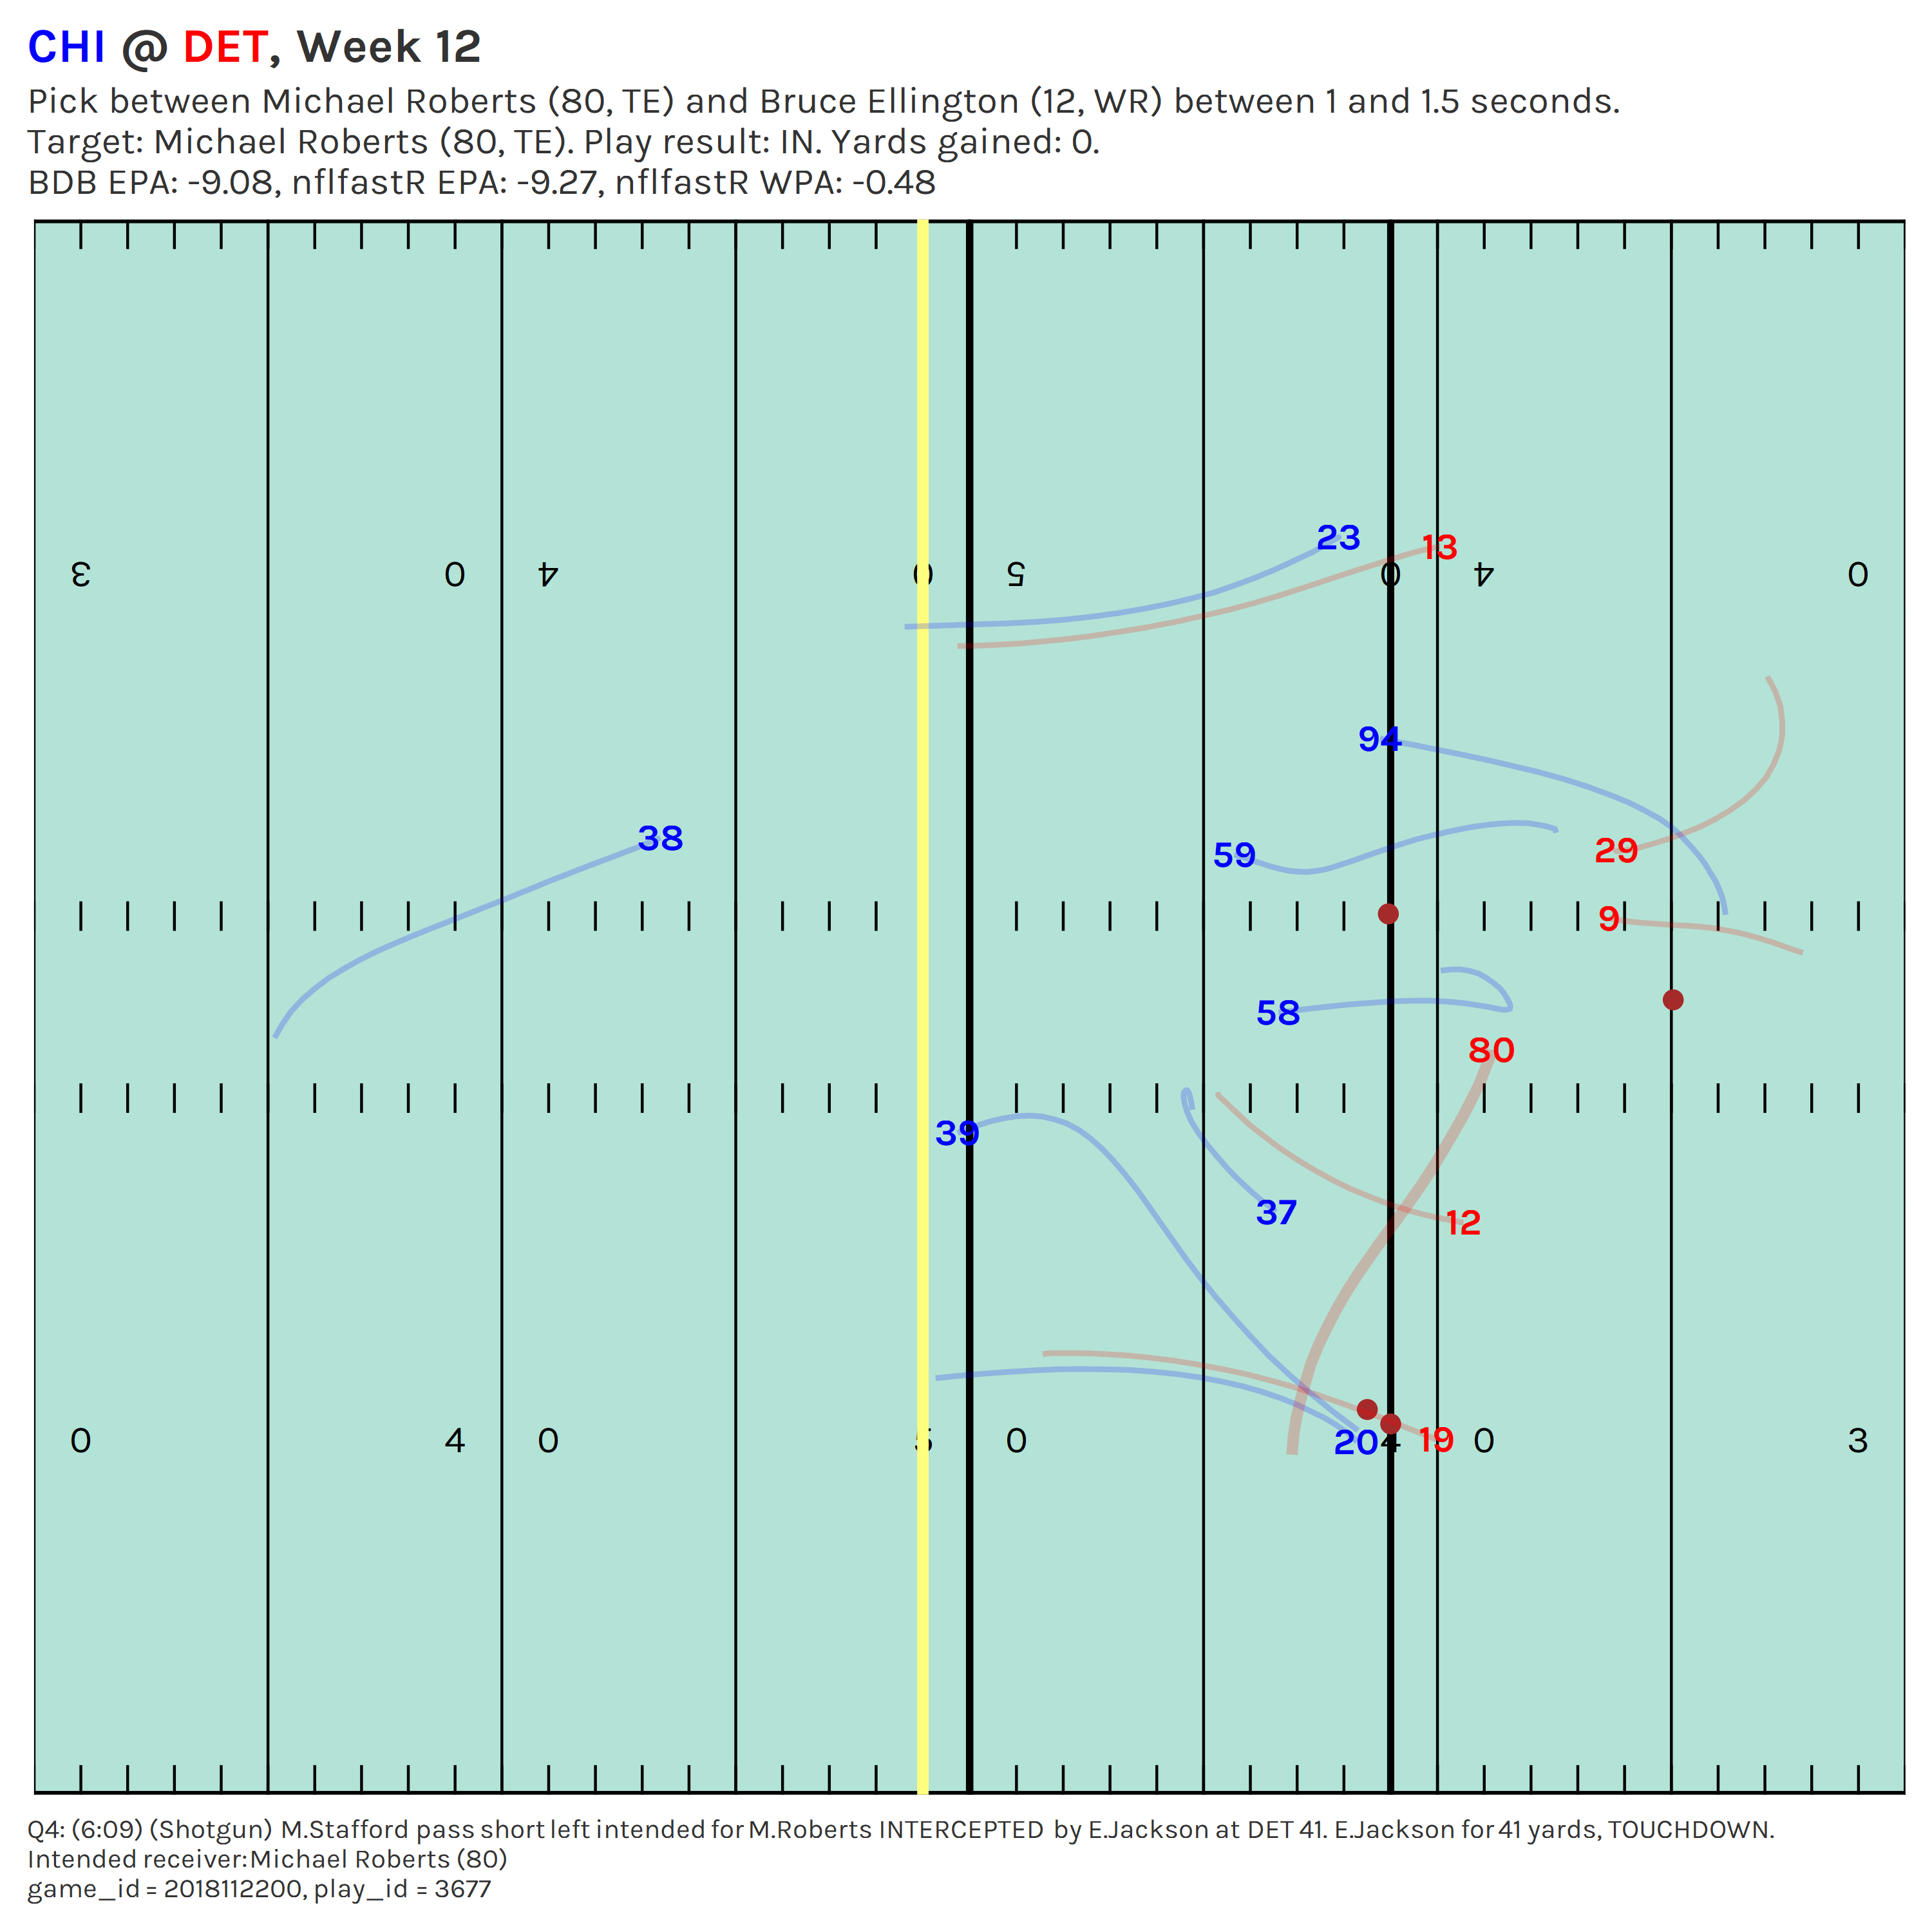 CHI @ DET, Week 12
Pick between Michael Roberts (80, TE) and Bruce Ellington (12, WR) between 1 and 1.5 seconds.
Target: Michael Roberts (80, TE). Play result: IN. Yards gained: 0.
BDB EPA: -9.08, nflfastR EPA: -9.27, nflfastR WPA: -0.48
23
13
3 0 4 0 5 0 4 0
94
38
59
29
9
58
80
39
37
12
0 4 0 5 0 20 4 19 0 3
Q4: (6:09) (Shotgun) M.Stafford pass short left intended for M.Roberts INTERCEPTED by E.Jackson at DET 41. E.Jackson for 41 yards, TOUCHDOWN.
Intended receiver:Michael Roberts (80)
game_id = 2018112200, play_id = 3677